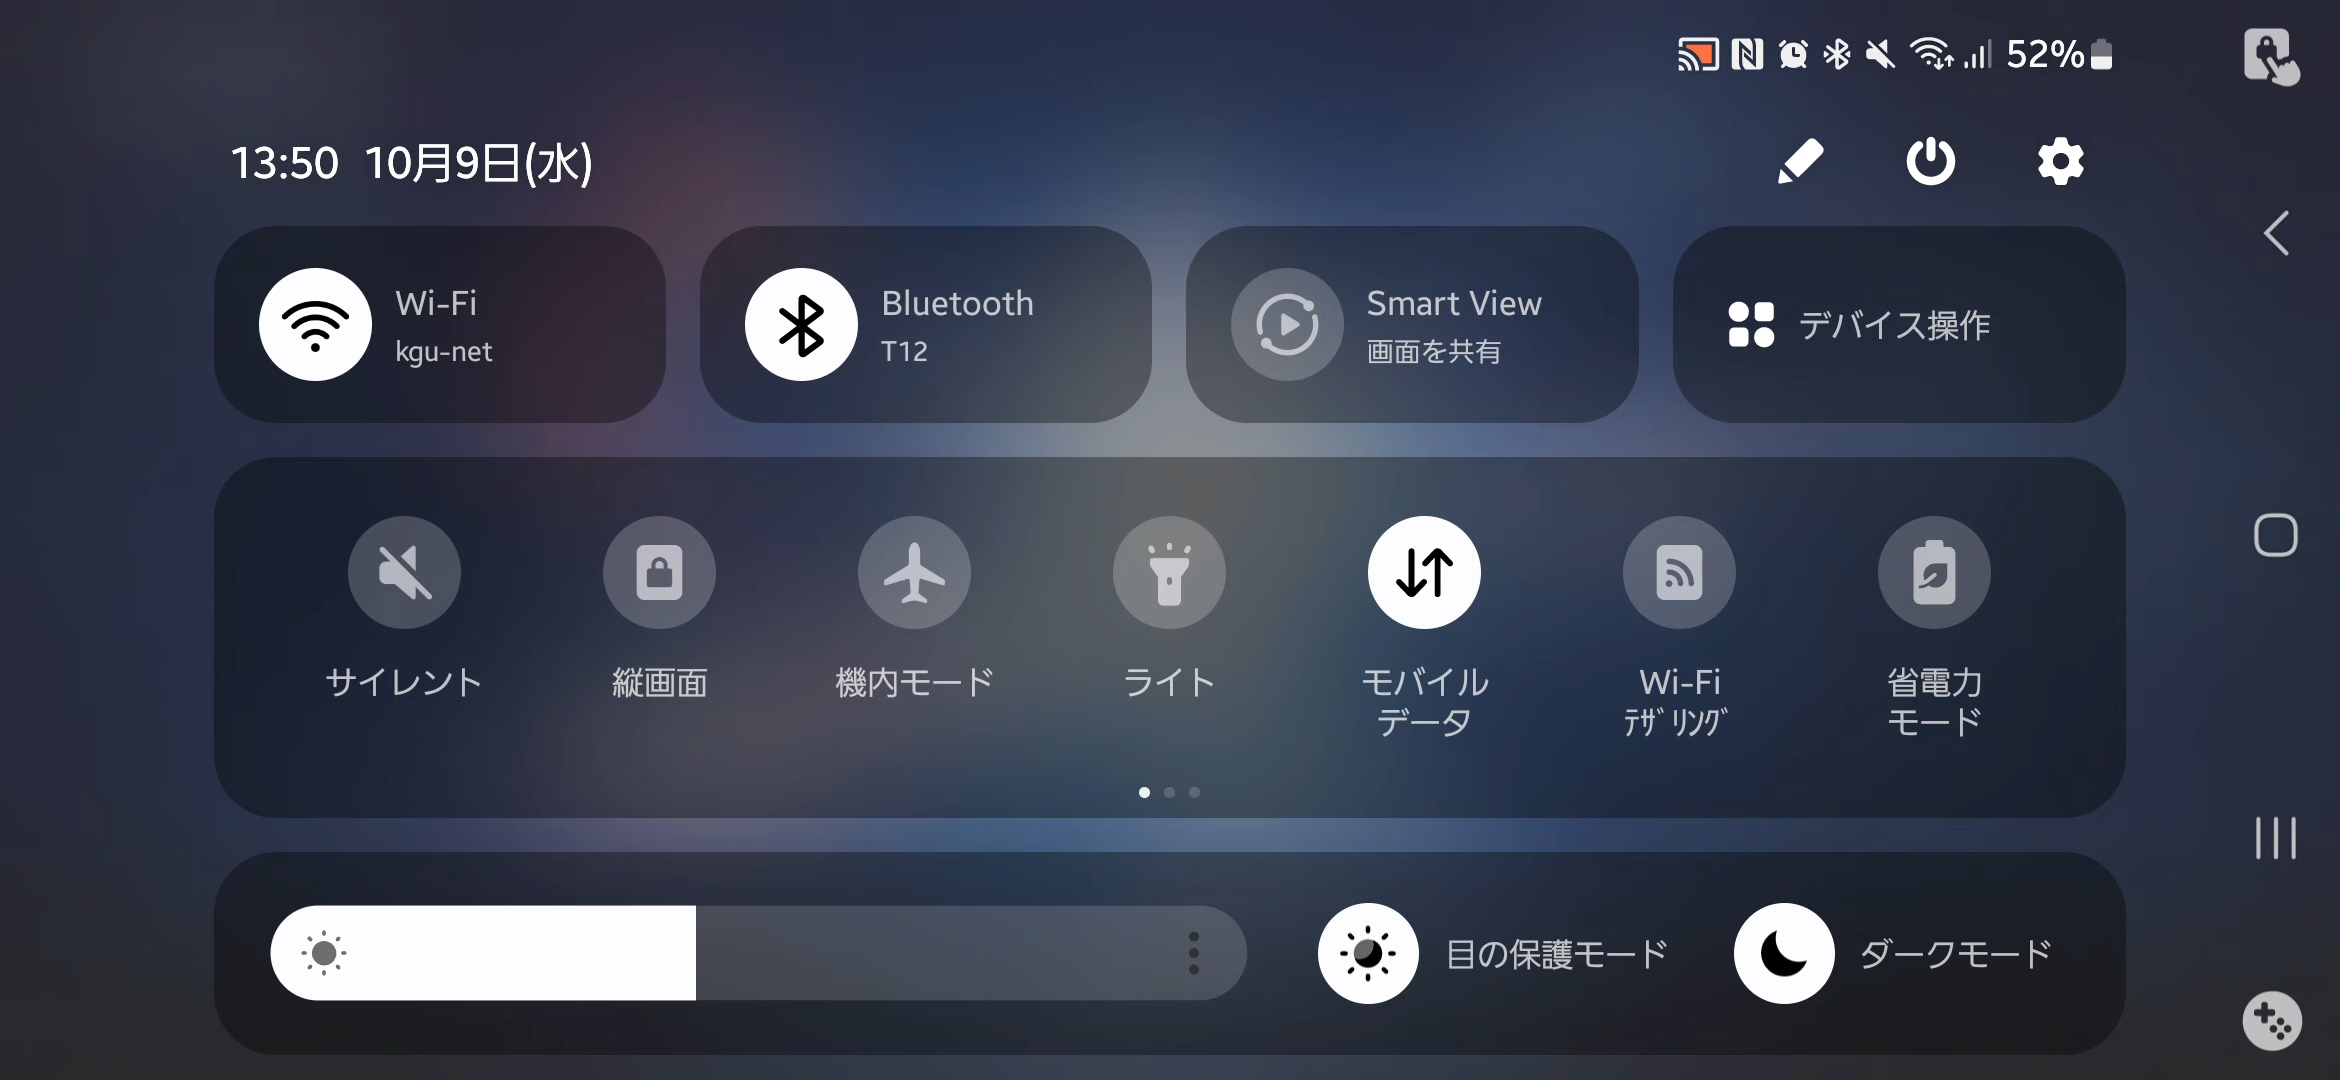 52%
13:50 10月9日(水)
Wi-Fi
kgu-net
Bluetooth
T12
Smart View
画面を共有
デバイス操作
サイレント
縦画面
機内モード
ライト
モバイル
データ
Wi-Fi
ﾃｻﾞﾘﾝｸﾞ
省電力
モード
目の保護モード
ダークモード